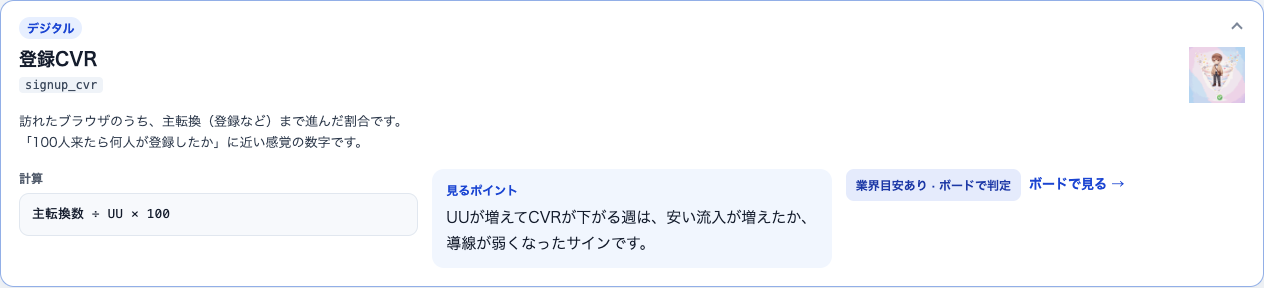 デジタル
登録CVR
signup_cvr
訪れたブラウザのうち、主転換（登録など）まで進んだ割合です。
「100人来たら何人が登録したか」に近い感覚の数字です。
計算
主転換数 ÷ UU × 100
見るポイント
UUが増えてCVRが下がる週は、安い流入が増えたか、
導線が弱くなったサインです。
業界目安あり · ボードで判定
ボードで見る →